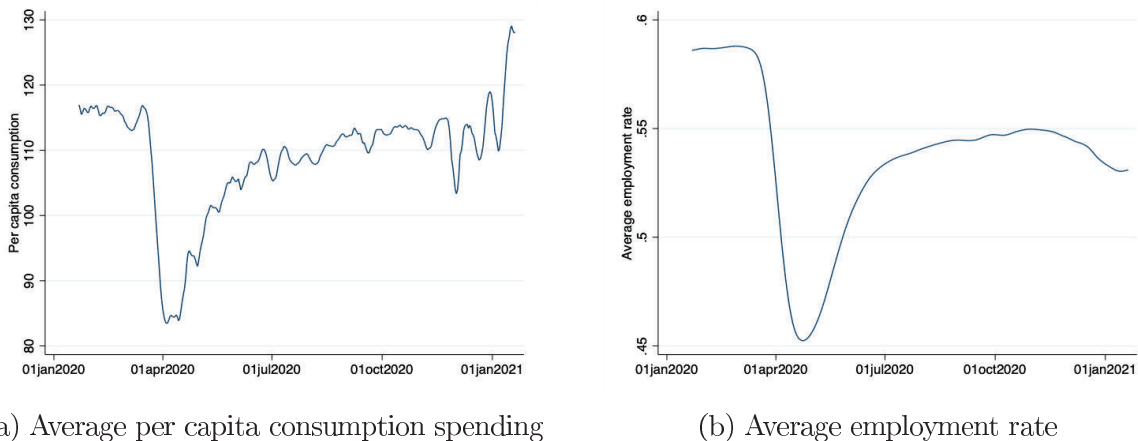 130
120
110
100
90
80
Per capita consumption
01jan2020 01apr2020 01jul2020 01oct2020 01jan2021
.6
.55
.5
.45
Average employment rate
01jan2020 01apr2020 01jul2020 01oct2020 01jan2021
a) Average per capita consumption spending
(b) Average employment rate